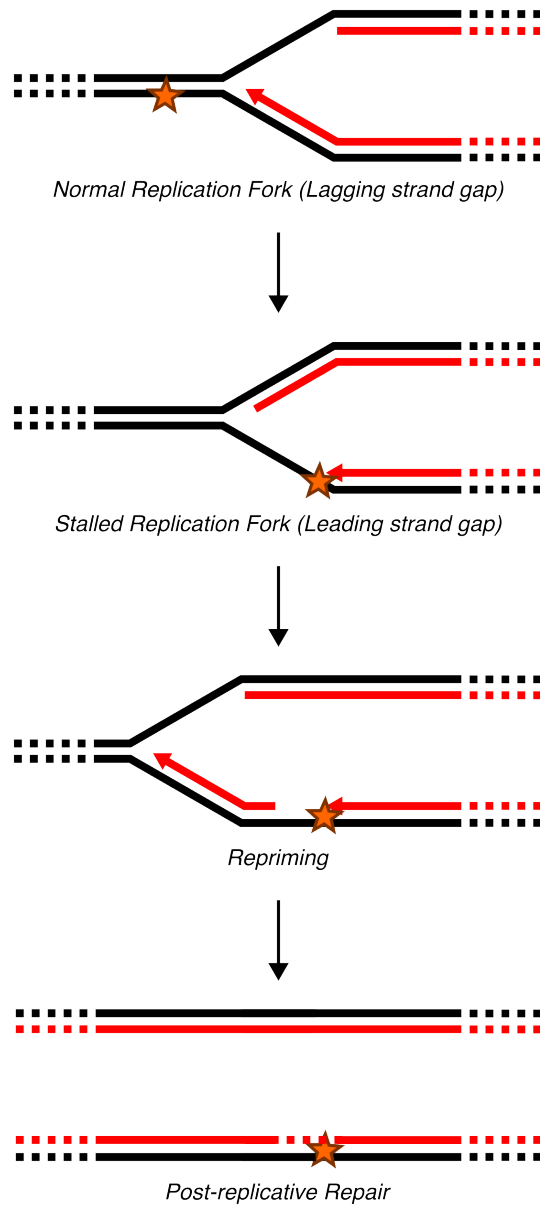 Normal Replication Fork (Lagging strand gap)
Stalled Replication Fork (Leading strand gap)
Repriming
Post-replicative Repair